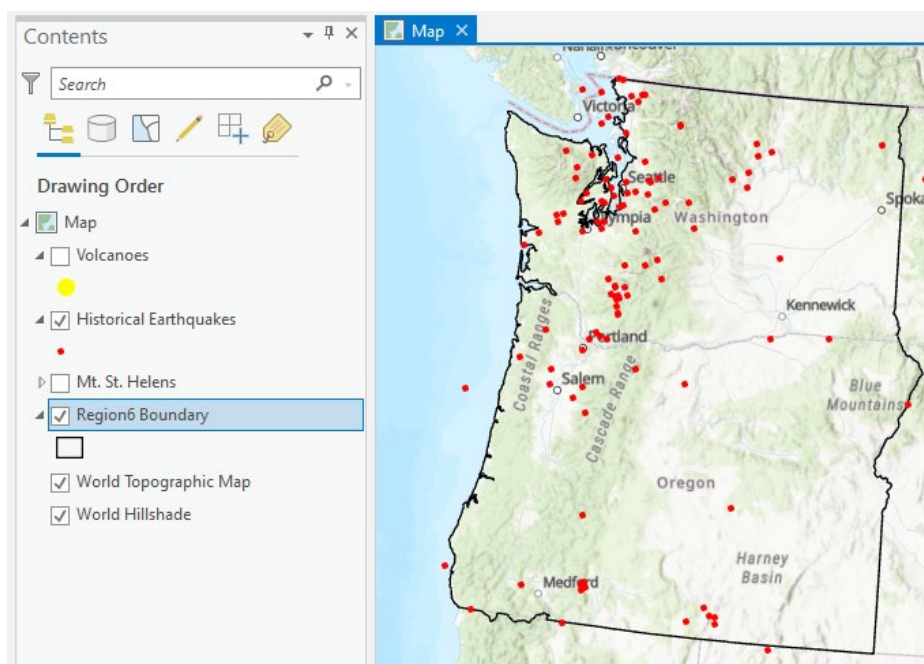 Contents
Search
Drawing Order
Map
Volcanoes
Historical Earthquakes
Mt. St. Helens
Region6 Boundary
World Topographic Map
World Hillshade
Map
Victoria
Seattle
Spoka
Olympia
Washington
Kennewick
Portland
Coastal Ranges
Cascade Range
Salem
Blue
Mountains
Oregon
Harney
Basin
Medford